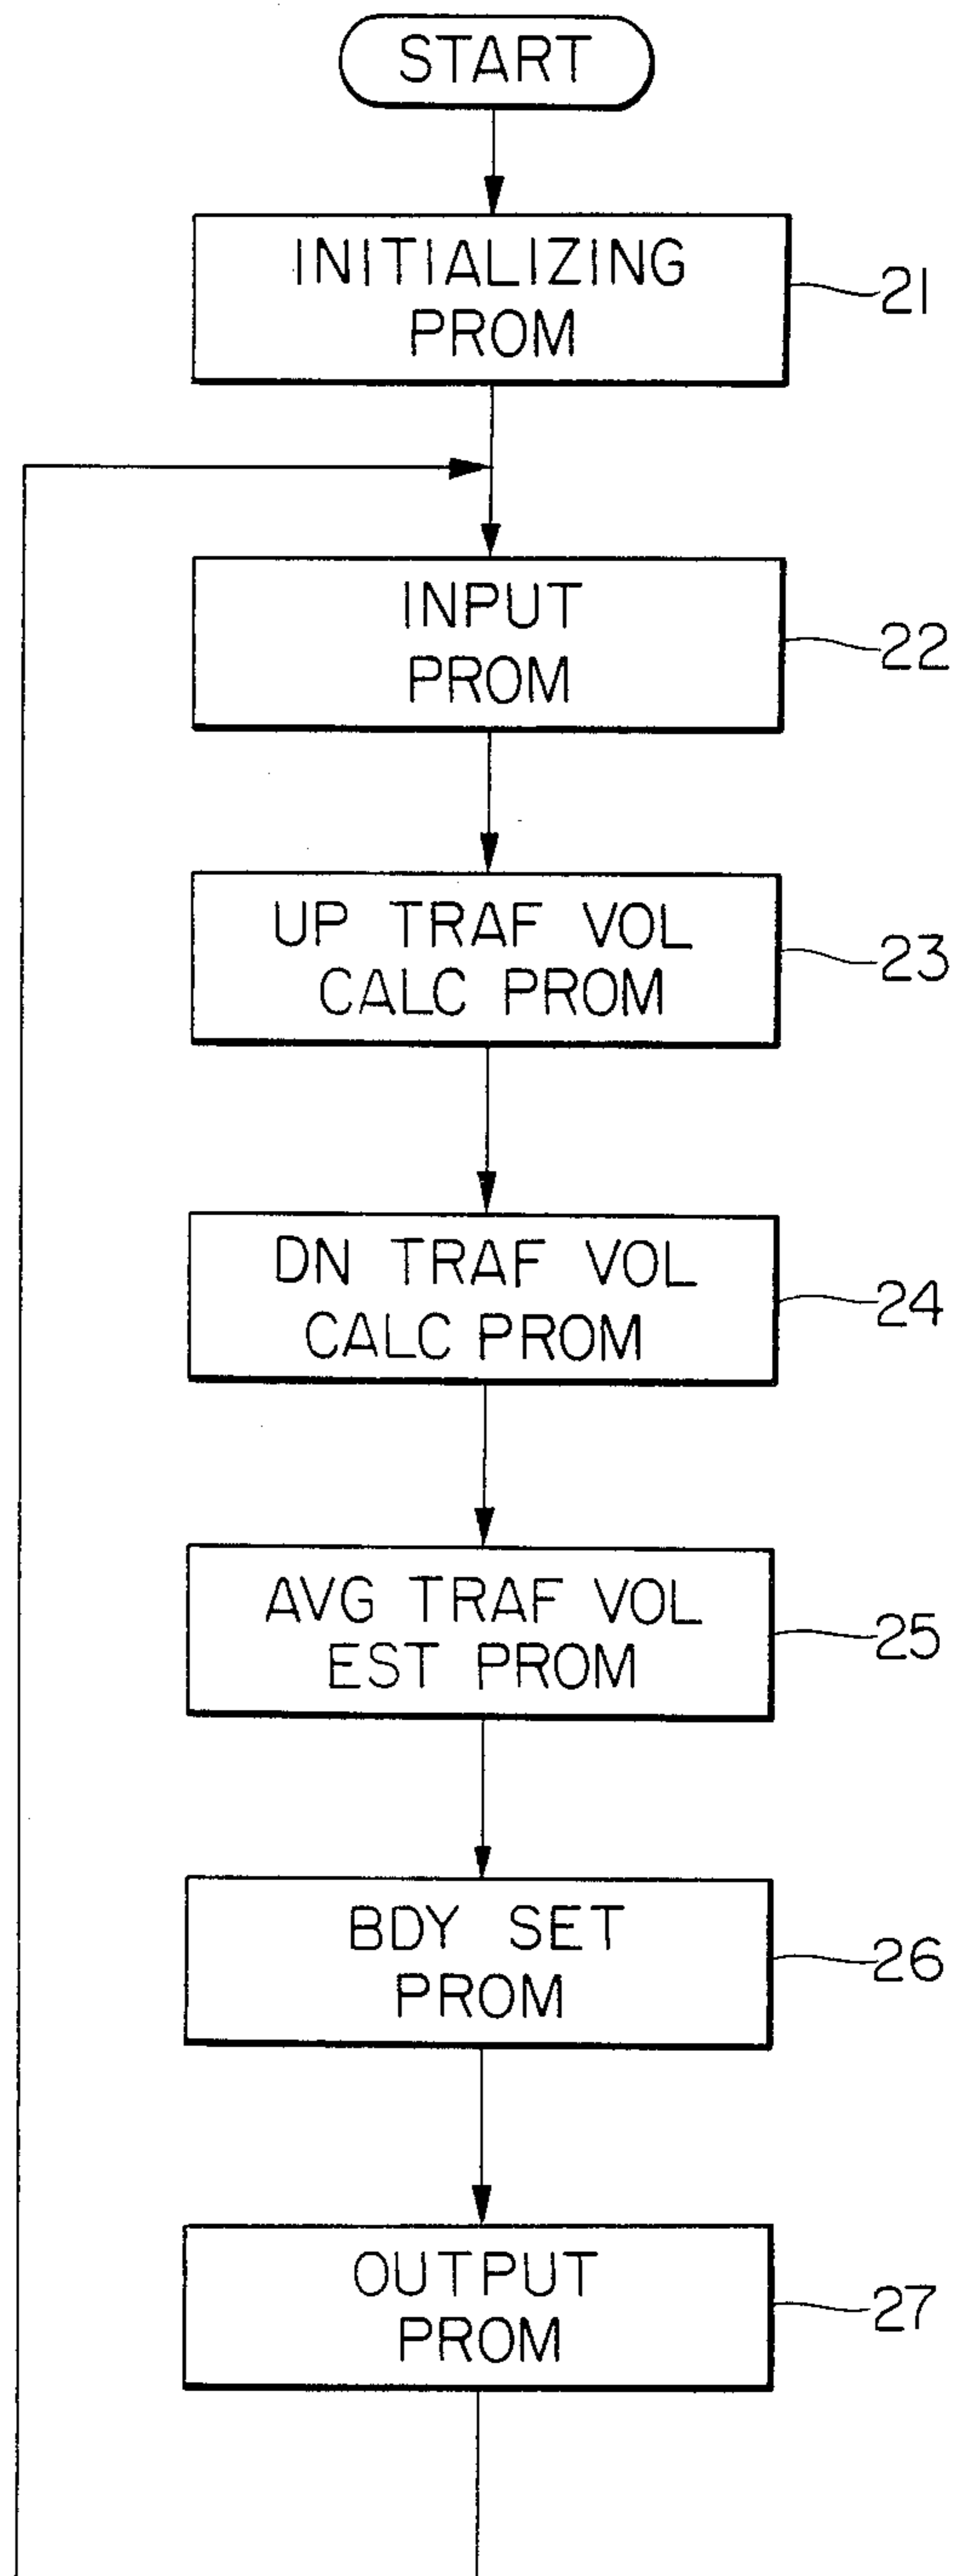 START
INITIALIZING
PROM
21
INPUT
PROM
22
UP TRAF VOL
CALC PROM
23
DN TRAF VOL
CALC PROM
24
AVG TRAF VOL
EST PROM
25
BDY SET
PROM
26
OUTPUT
PROM
27